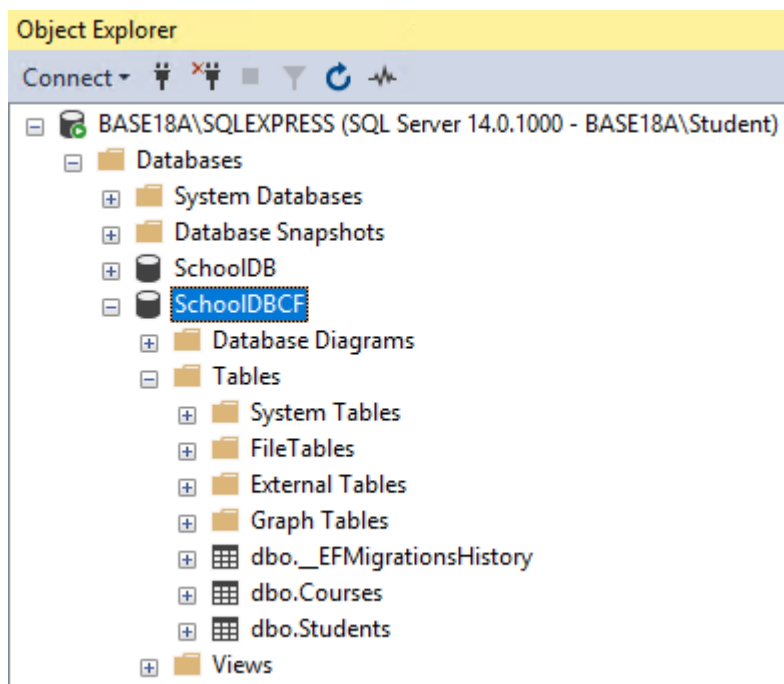 Object Explorer
Connect
BASE18A\SQLEXPRESS (SQL Server 14.0.1000 - BASE18A\Student)
Databases
System Databases
Database Snapshots
SchoolDB
SchoolDBCF
Database Diagrams
Tables
System Tables
FileTables
External Tables
Graph Tables
dbo.__EFMigrationsHistory
dbo.Courses
dbo.Students
Views